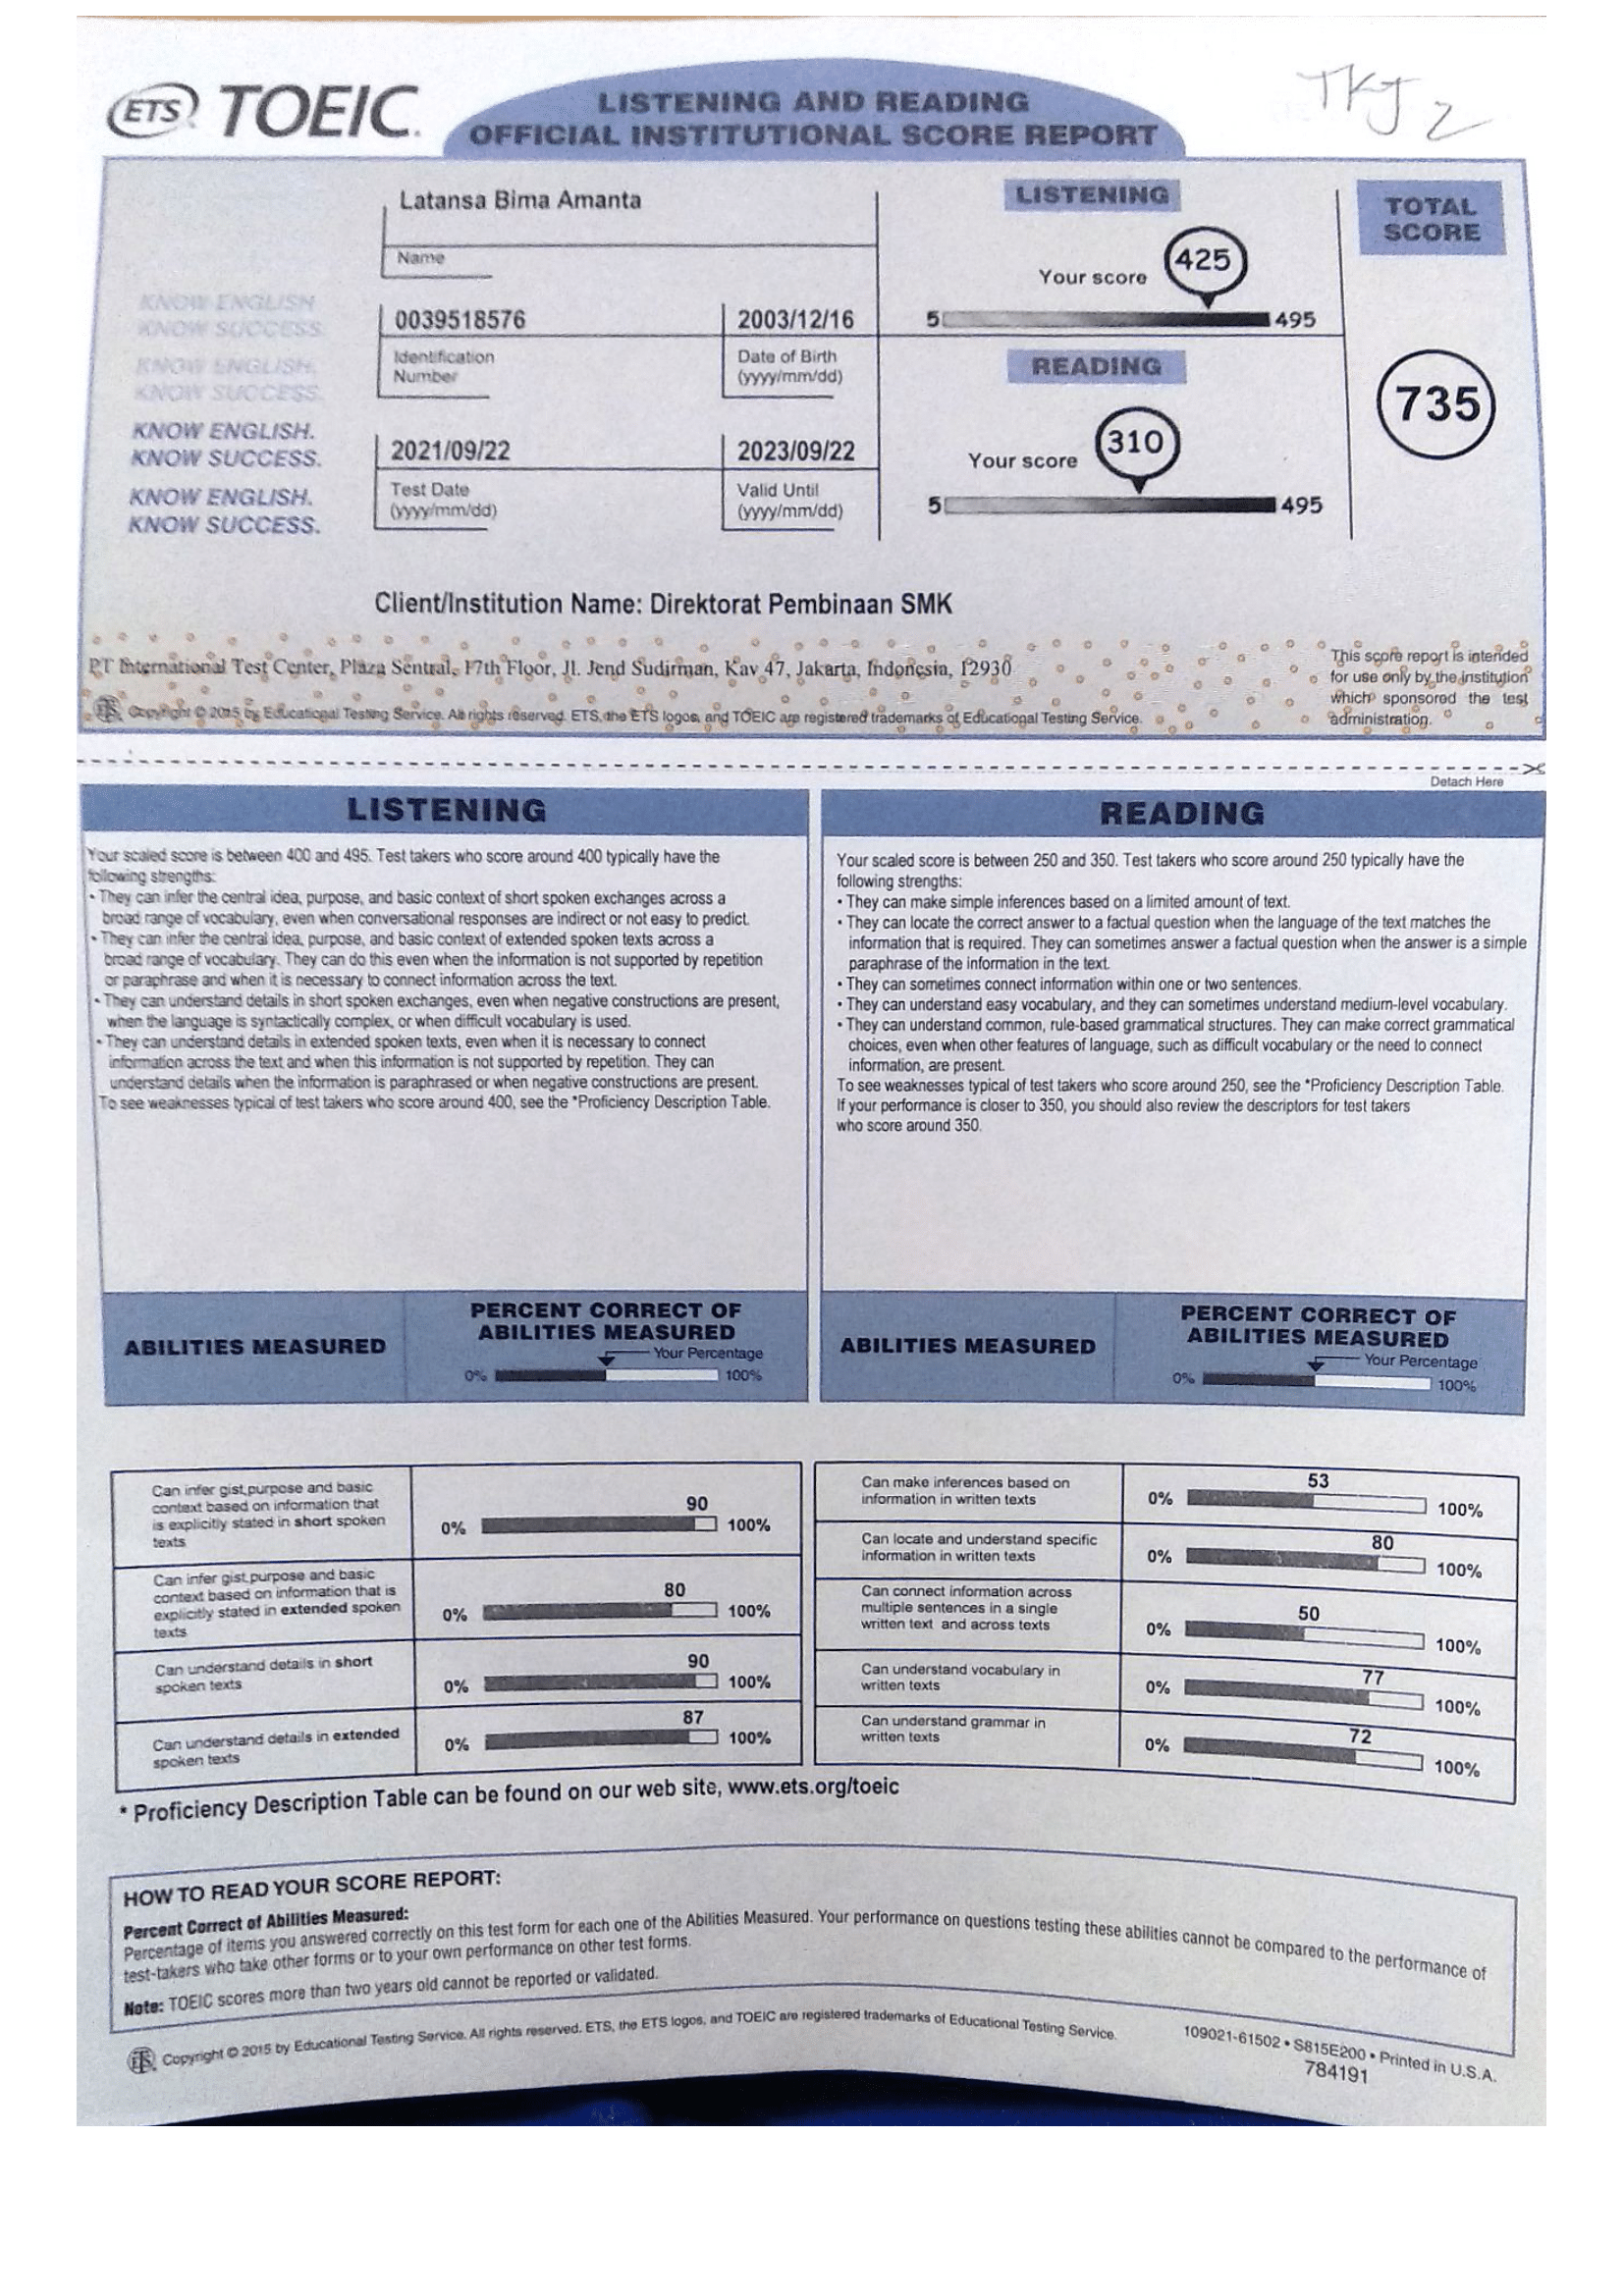 ETS TOEIC.
LISTENING AND READING
OFFICIAL INSTITUTIONAL SCORE REPORT
TKJ 2
Latansa Bima Amanta
Name
0039518576
Identification
Number
2003/12/16
Date of Birth
(yyyy/mm/dd)
2021/09/22
Test Date
(yyyy/mm/dd)
2023/09/22
Valid Until
(yyyy/mm/dd)
KNOW ENGLISH
KNOW SUCCESS
KNOW ENGLISH.
KNOW SUCCESS.
KNOW ENGLISH.
KNOW SUCCESS.
KNOW ENGLISH.
KNOW SUCCESS.
LISTENING
Your score 425
5 495
READING
Your score 310
5 495
TOTAL
SCORE
735
Client/Institution Name: Direktorat Pembinaan SMK
PT International Test Center, Plaza Sentral, 17th Floor, Jl. Jend Sudirman, Kav 47, Jakarta, Indonesia, 12930
ETS Copyright © 2015 by Educational Testing Service. All rights reserved. ETS, the ETS logos, and TOEIC are registered trademarks of Educational Testing Service.
This score report is intended
for use only by the institution
which sponsored the test
administration.
Detach Here
LISTENING
Your scaled score is between 400 and 495. Test takers who score around 400 typically have the
following strengths:
• They can infer the central idea, purpose, and basic context of short spoken exchanges across a
broad range of vocabulary, even when conversational responses are indirect or not easy to predict.
• They can infer the central idea, purpose, and basic context of extended spoken texts across a
broad range of vocabulary. They can do this even when the information is not supported by repetition
or paraphrase and when it is necessary to connect information across the text.
• They can understand details in short spoken exchanges, even when negative constructions are present,
when the language is syntactically complex, or when difficult vocabulary is used.
• They can understand details in extended spoken texts, even when it is necessary to connect
information across the text and when this information is not supported by repetition. They can
understand details when the information is paraphrased or when negative constructions are present.
To see weaknesses typical of test takers who score around 400, see the *Proficiency Description Table.
READING
Your scaled score is between 250 and 350. Test takers who score around 250 typically have the
following strengths:
• They can make simple inferences based on a limited amount of text.
• They can locate the correct answer to a factual question when the language of the text matches the
information that is required. They can sometimes answer a factual question when the answer is a simple
paraphrase of the information in the text.
• They can sometimes connect information within one or two sentences.
• They can understand easy vocabulary, and they can sometimes understand medium-level vocabulary.
• They can understand common, rule-based grammatical structures. They can make correct grammatical
choices, even when other features of language, such as difficult vocabulary or the need to connect
information, are present.
To see weaknesses typical of test takers who score around 250, see the *Proficiency Description Table.
If your performance is closer to 350, you should also review the descriptors for test takers
who score around 350.
ABILITIES MEASURED
PERCENT CORRECT OF
ABILITIES MEASURED
Your Percentage
0% 100%
ABILITIES MEASURED
PERCENT CORRECT OF
ABILITIES MEASURED
Your Percentage
0% 100%
Can infer gist,purpose and basic
context based on information that
is explicitly stated in short spoken
texts
0% 90 100%
Can infer gist,purpose and basic
context based on information that is
explicitly stated in extended spoken
texts
0% 80 100%
Can understand details in short
spoken texts
0% 90 100%
Can understand details in extended
spoken texts
0% 87 100%
Can make inferences based on
information in written texts
0% 53 100%
Can locate and understand specific
information in written texts
0% 80 100%
Can connect information across
multiple sentences in a single
written text and across texts
0% 50 100%
Can understand vocabulary in
written texts
0% 77 100%
Can understand grammar in
written texts
0% 72 100%
* Proficiency Description Table can be found on our web site, www.ets.org/toeic
HOW TO READ YOUR SCORE REPORT:
Percent Correct of Abilities Measured:
Percentage of items you answered correctly on this test form for each one of the Abilities Measured. Your performance on questions testing these abilities cannot be compared to the performance of
test-takers who take other forms or to your own performance on other test forms.
Note: TOEIC scores more than two years old cannot be reported or validated.
ETS Copyright © 2015 by Educational Testing Service. All rights reserved. ETS, the ETS logos, and TOEIC are registered trademarks of Educational Testing Service.
109021-61502 • S815E200 • Printed in U.S.A.
784191